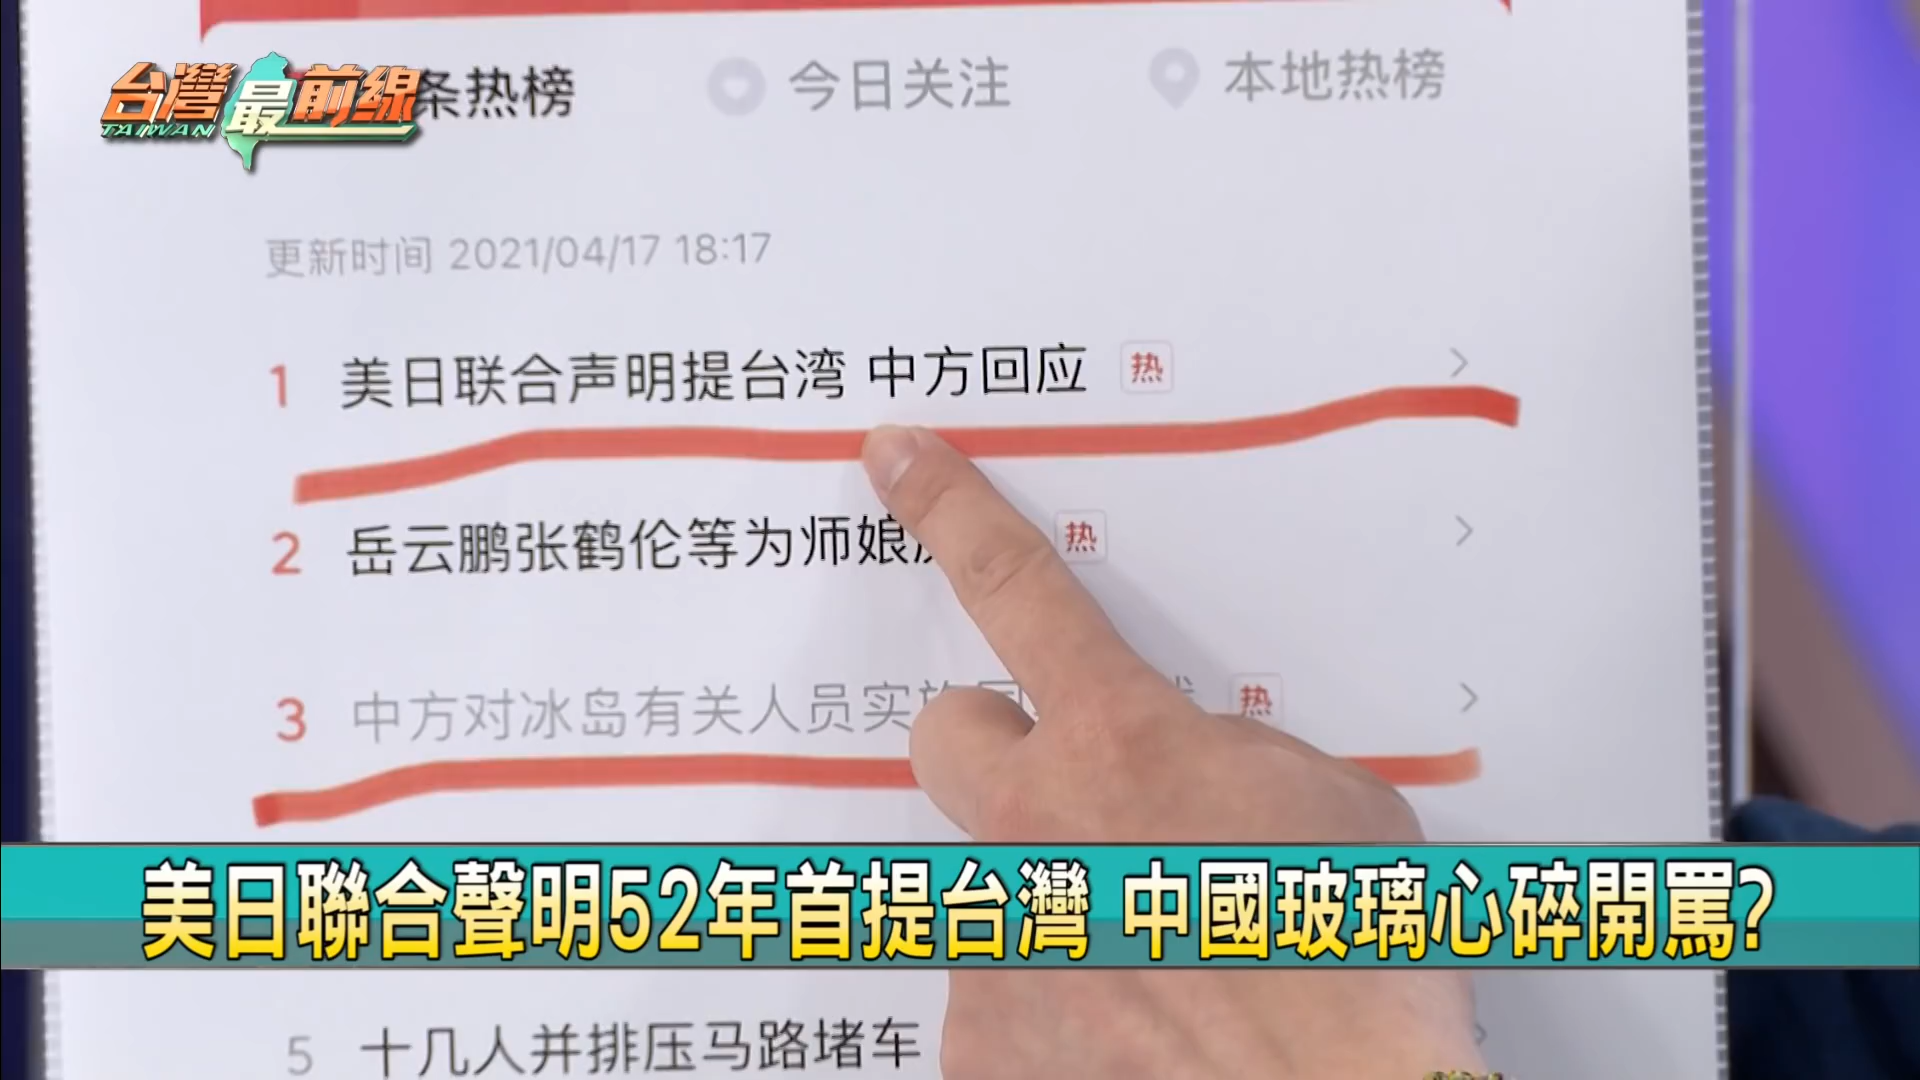 台灣最前線
TAIWAN
条热榜
今日关注
本地热榜
更新时间 2021/04/17 18:17
1 美日联合声明提台湾 中方回应 热
2 岳云鹏张鹤伦等为师娘 热
3 中方对冰岛有关人员实施 热
美日聯合聲明52年首提台灣 中國玻璃心碎開罵?
5 十几人并排压马路堵车